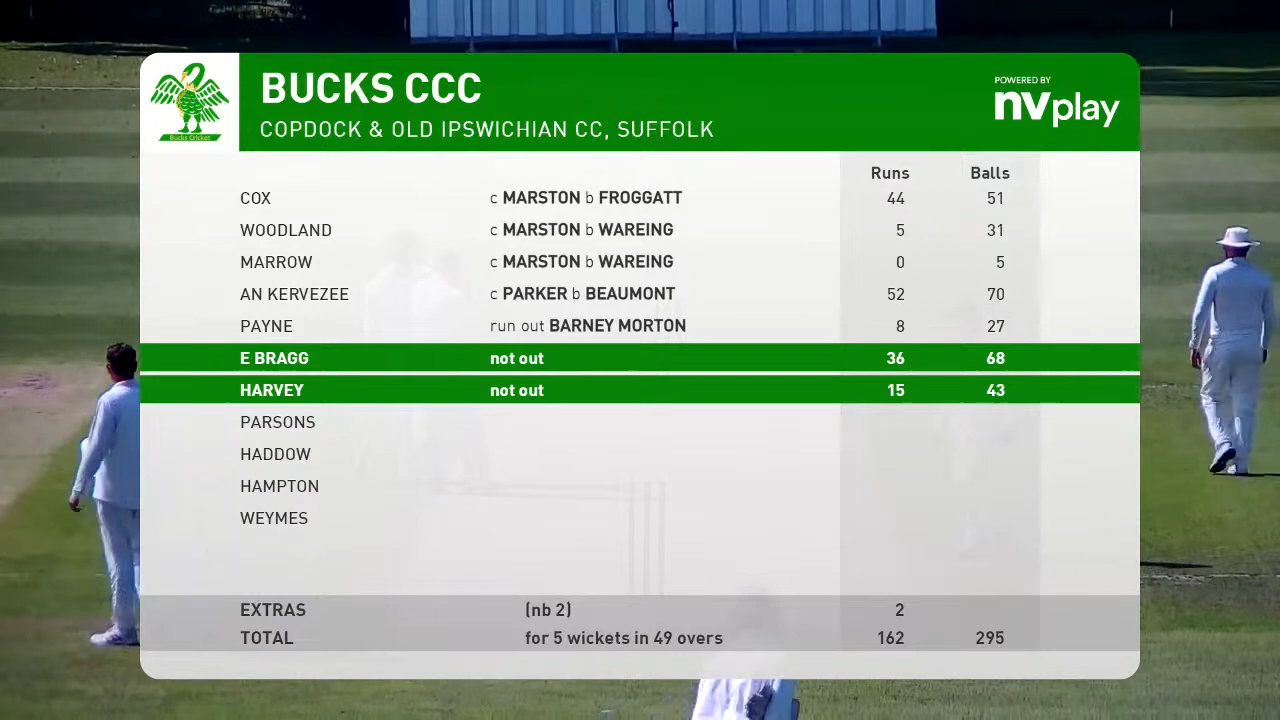 BUCKS CCC
COPDOCK & OLD IPSWICHIAN CC, SUFFOLK
POWERED BY
nvplay
Bucks Cricket
Runs Balls
COX c MARSTON b FROGGATT 44 51
WOODLAND c MARSTON b WAREING 5 31
MARROW c MARSTON b WAREING 0 5
AN KERVEZEE c PARKER b BEAUMONT 52 70
PAYNE run out BARNEY MORTON 8 27
E BRAGG not out 36 68
HARVEY not out 15 43
PARSONS
HADDOW
HAMPTON
WEYMES
EXTRAS (nb 2) 2
TOTAL for 5 wickets in 49 overs 162 295